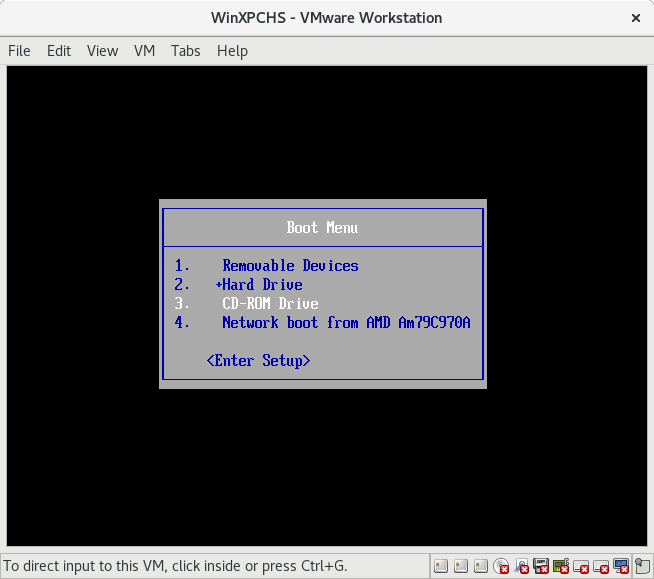 WinXPCHS - VMware Workstation
File Edit View VM Tabs Help
Boot Menu
1. Removable Devices
2. +Hard Drive
3. CD-ROM Drive
4. Network boot from AMD Am79C970A
<Enter Setup>
To direct input to this VM, click inside or press Ctrl+G.